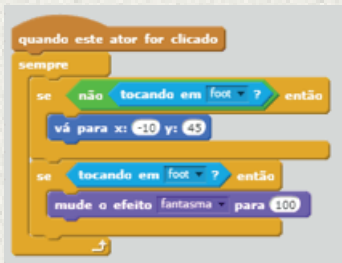 quando este ator for clicado
sempre
se não tocando em foot ? então
vá para x: -10 y: 45
se tocando em foot ? então
mude o efeito fantasma para 100